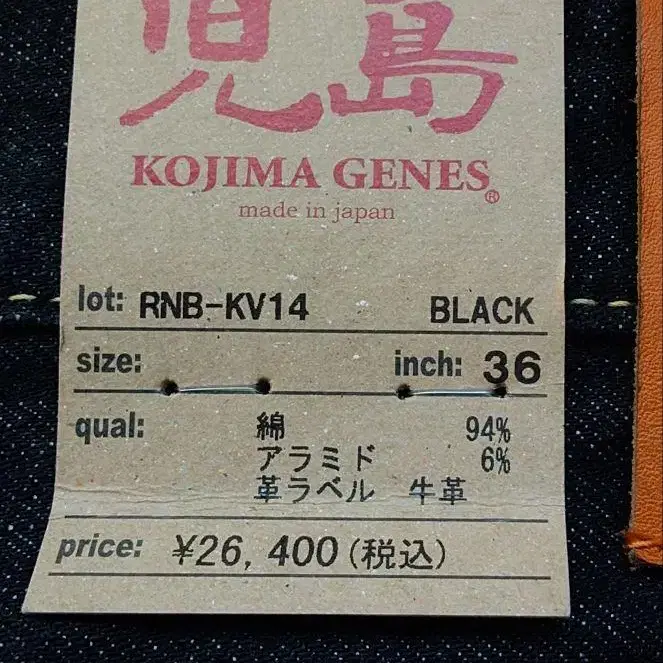 児島
KOJIMA GENES®
made in japan
lot: RNB-KV14 BLACK
size: inch: 36
qual: 綿 94%
アラミド 6%
革ラベル 牛革
price: ¥26,400(税込)